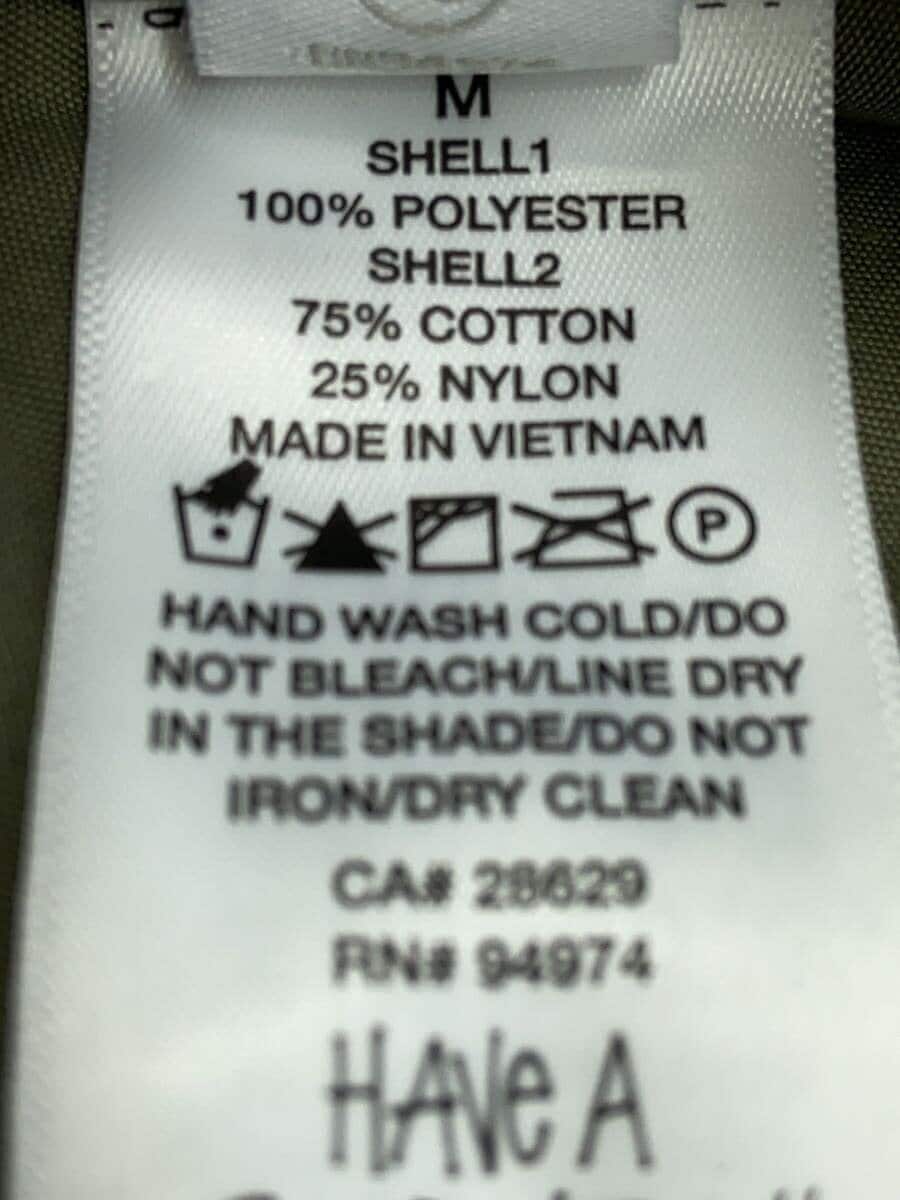 M
SHELL1
100% POLYESTER
SHELL2
75% COTTON
25% NYLON
MADE IN VIETNAM
P
HAND WASH COLD/DO
NOT BLEACH/LINE DRY
IN THE SHADE/DO NOT
IRON/DRY CLEAN
CA# 28629
RN# 94974
HAVe A